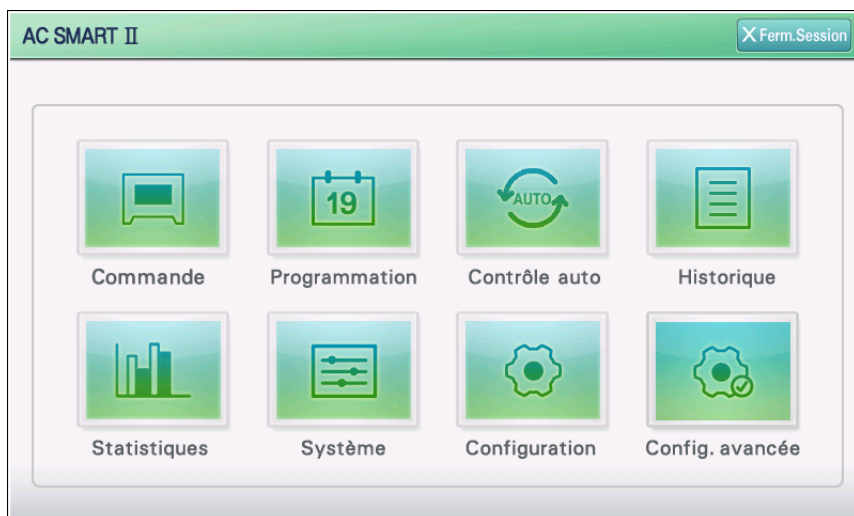 AC SMART II
X Ferm.Session
19
AUTO
Commande
Programmation
Contrôle auto
Historique
Statistiques
Système
Configuration
Config. avancée